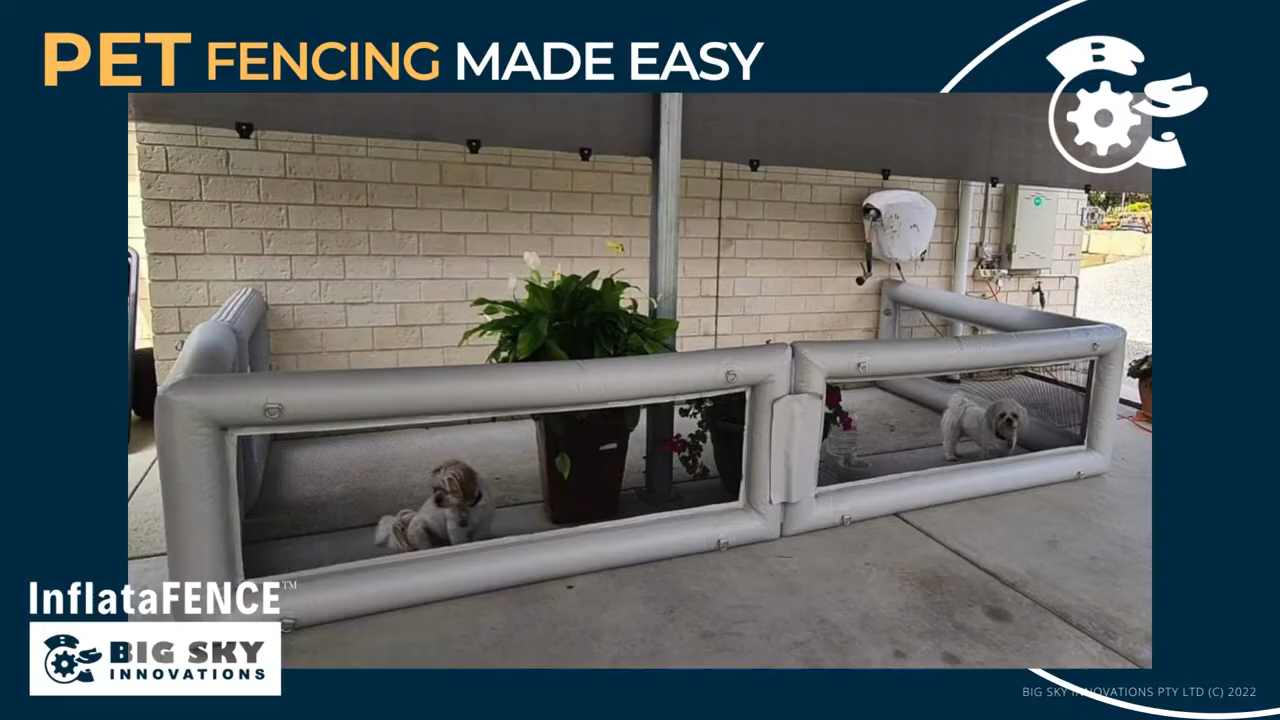 PET FENCING MADE EASY
B S i
InflataFENCE™
BIG SKY
INNOVATIONS
BIG SKY INNOVATIONS PTY LTD (C) 2022